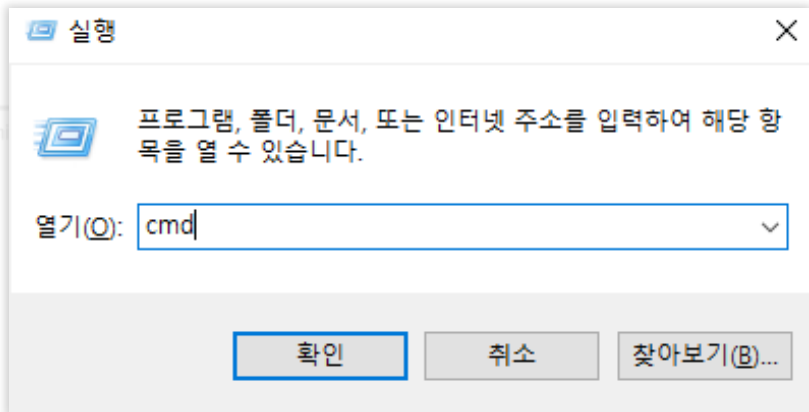 실행
프로그램, 폴더, 문서, 또는 인터넷 주소를 입력하여 해당 항
목을 열 수 있습니다.
열기(O): cmd
확인 취소 찾아보기(B)...